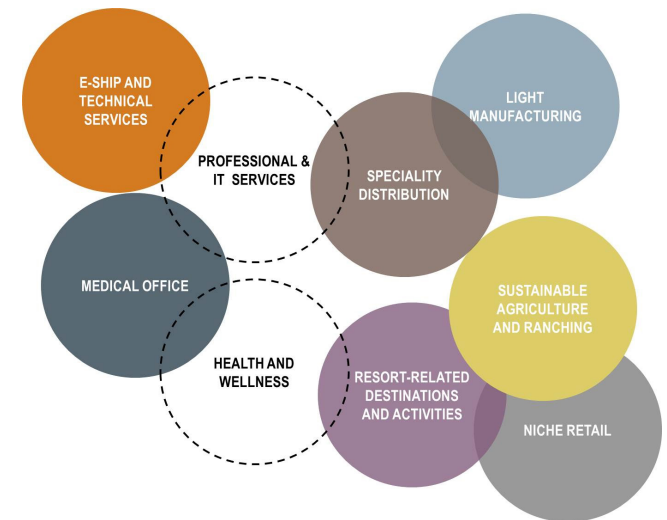 E-SHIP AND
TECHNICAL
SERVICES
LIGHT
MANUFACTURING
PROFESSIONAL &
IT SERVICES
SPECIALITY
DISTRIBUTION
MEDICAL OFFICE
SUSTAINABLE
AGRICULTURE
AND RANCHING
HEALTH AND
WELLNESS
RESORT-RELATED
DESTINATIONS
AND ACTIVITIES
NICHE RETAIL